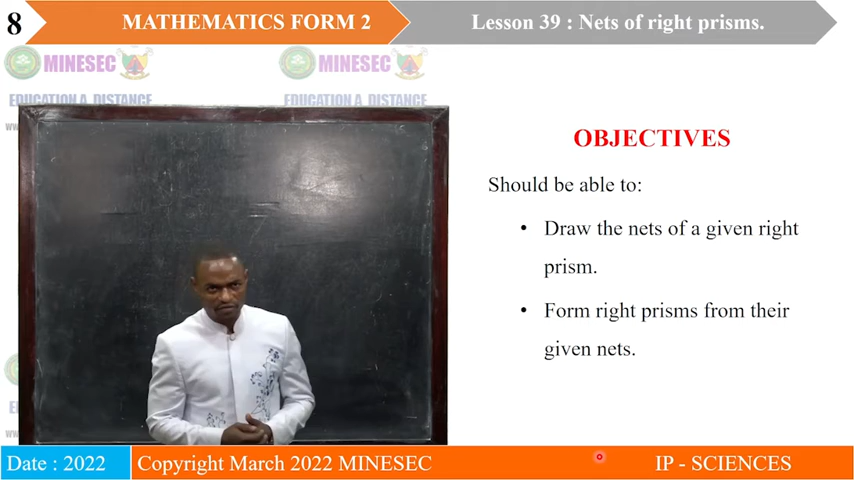 8
MATHEMATICS FORM 2
Lesson 39 : Nets of right prisms.
MINESEC
MINESEC
EDUCATION A DISTANCE
EDUCATION A DISTANCE
OBJECTIVES
Should be able to:
• Draw the nets of a given right
prism.
• Form right prisms from their
given nets.
Date : 2022
Copyright March 2022 MINESEC
IP - SCIENCES